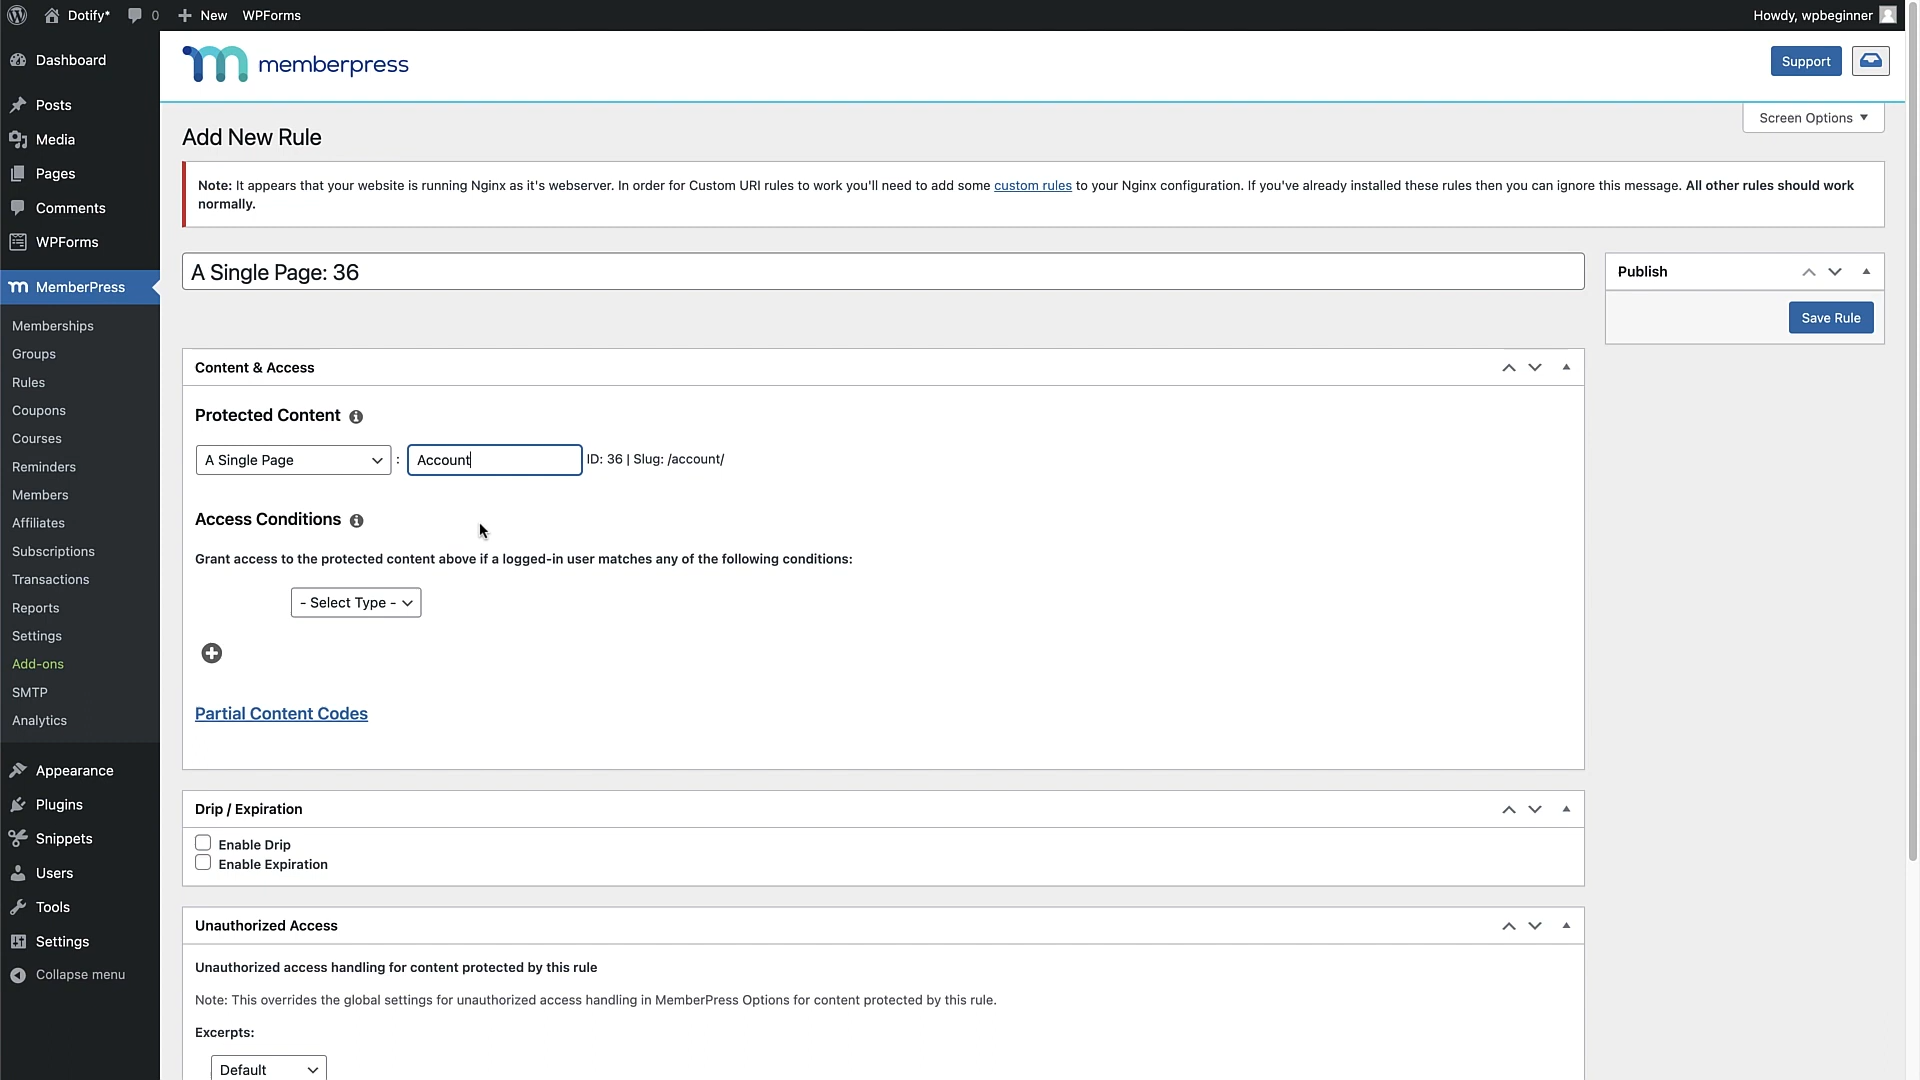 Dotify*
0
New
WPForms
Howdy, wpbeginner
Dashboard
Posts
Media
Pages
Comments
WPForms
MemberPress
Memberships
Groups
Rules
Coupons
Courses
Reminders
Members
Affiliates
Subscriptions
Transactions
Reports
Settings
Add-ons
SMTP
Analytics
Appearance
Plugins
Snippets
Users
Tools
Settings
Collapse menu
memberpress
Support
Screen Options
Add New Rule
Note: It appears that your website is running Nginx as it's webserver. In order for Custom URI rules to work you'll need to add some custom rules to your Nginx configuration. If you've already installed these rules then you can ignore this message. All other rules should work
normally.
A Single Page: 36
Publish
Save Rule
Content & Access
Protected Content
A Single Page : Account ID: 36 | Slug: /account/
Access Conditions
Grant access to the protected content above if a logged-in user matches any of the following conditions:
- Select Type -
Partial Content Codes
Drip / Expiration
Enable Drip
Enable Expiration
Unauthorized Access
Unauthorized access handling for content protected by this rule
Note: This overrides the global settings for unauthorized access handling in MemberPress Options for content protected by this rule.
Excerpts:
Default